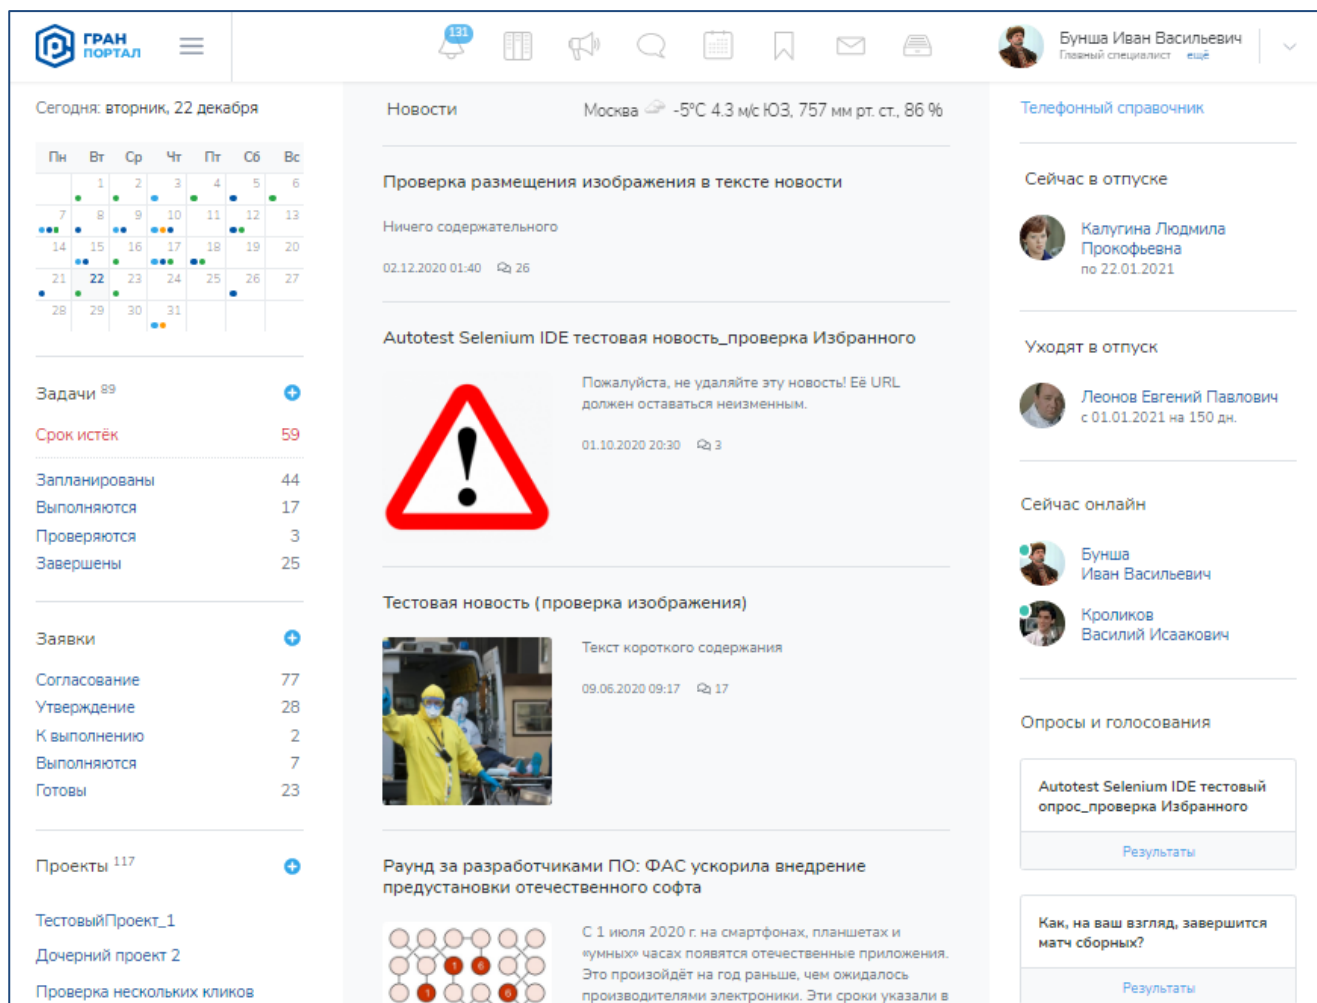 ГРАН
ПОРТАЛ
131
Бунша Иван Васильевич
Главный специалист ещё
Сегодня: вторник, 22 декабря
Пн Вт Ср Чт Пт Сб Вс
1 2 3 4 5 6
7 8 9 10 11 12 13
14 15 16 17 18 19 20
21 22 23 24 25 26 27
28 29 30 31
Задачи 89
Срок истёк 59
Запланированы 44
Выполняются 17
Проверяются 3
Завершены 25
Заявки
Согласование 77
Утверждение 28
К выполнению 2
Выполняются 7
Готовы 23
Проекты 117
ТестовыйПроект_1
Дочерний проект 2
Проверка нескольких кликов
Новости
Москва -5°C 4.3 м/с ЮЗ, 757 мм рт. ст., 86 %
Проверка размещения изображения в тексте новости
Ничего содержательного
02.12.2020 01:40 26
Autotest Selenium IDE тестовая новость_проверка Избранного
Пожалуйста, не удаляйте эту новость! Её URL
должен оставаться неизменным.
01.10.2020 20:30 3
Тестовая новость (проверка изображения)
Текст короткого содержания
09.06.2020 09:17 17
Раунд за разработчиками ПО: ФАС ускорила внедрение
предустановки отечественного софта
1 6
1 6
С 1 июля 2020 г. на смартфонах, планшетах и
«умных» часах появятся отечественные приложения.
Это произойдёт на год раньше, чем ожидалось
производителями электроники. Эти сроки указали в
Телефонный справочник
Сейчас в отпуске
Калугина Людмила
Прокофьевна
по 22.01.2021
Уходят в отпуск
Леонов Евгений Павлович
с 01.01.2021 на 150 дн.
Сейчас онлайн
Бунша
Иван Васильевич
Кроликов
Василий Исаакович
Опросы и голосования
Autotest Selenium IDE тестовый
опрос_проверка Избранного
Результаты
Как, на ваш взгляд, завершится
матч сборных?
Результаты